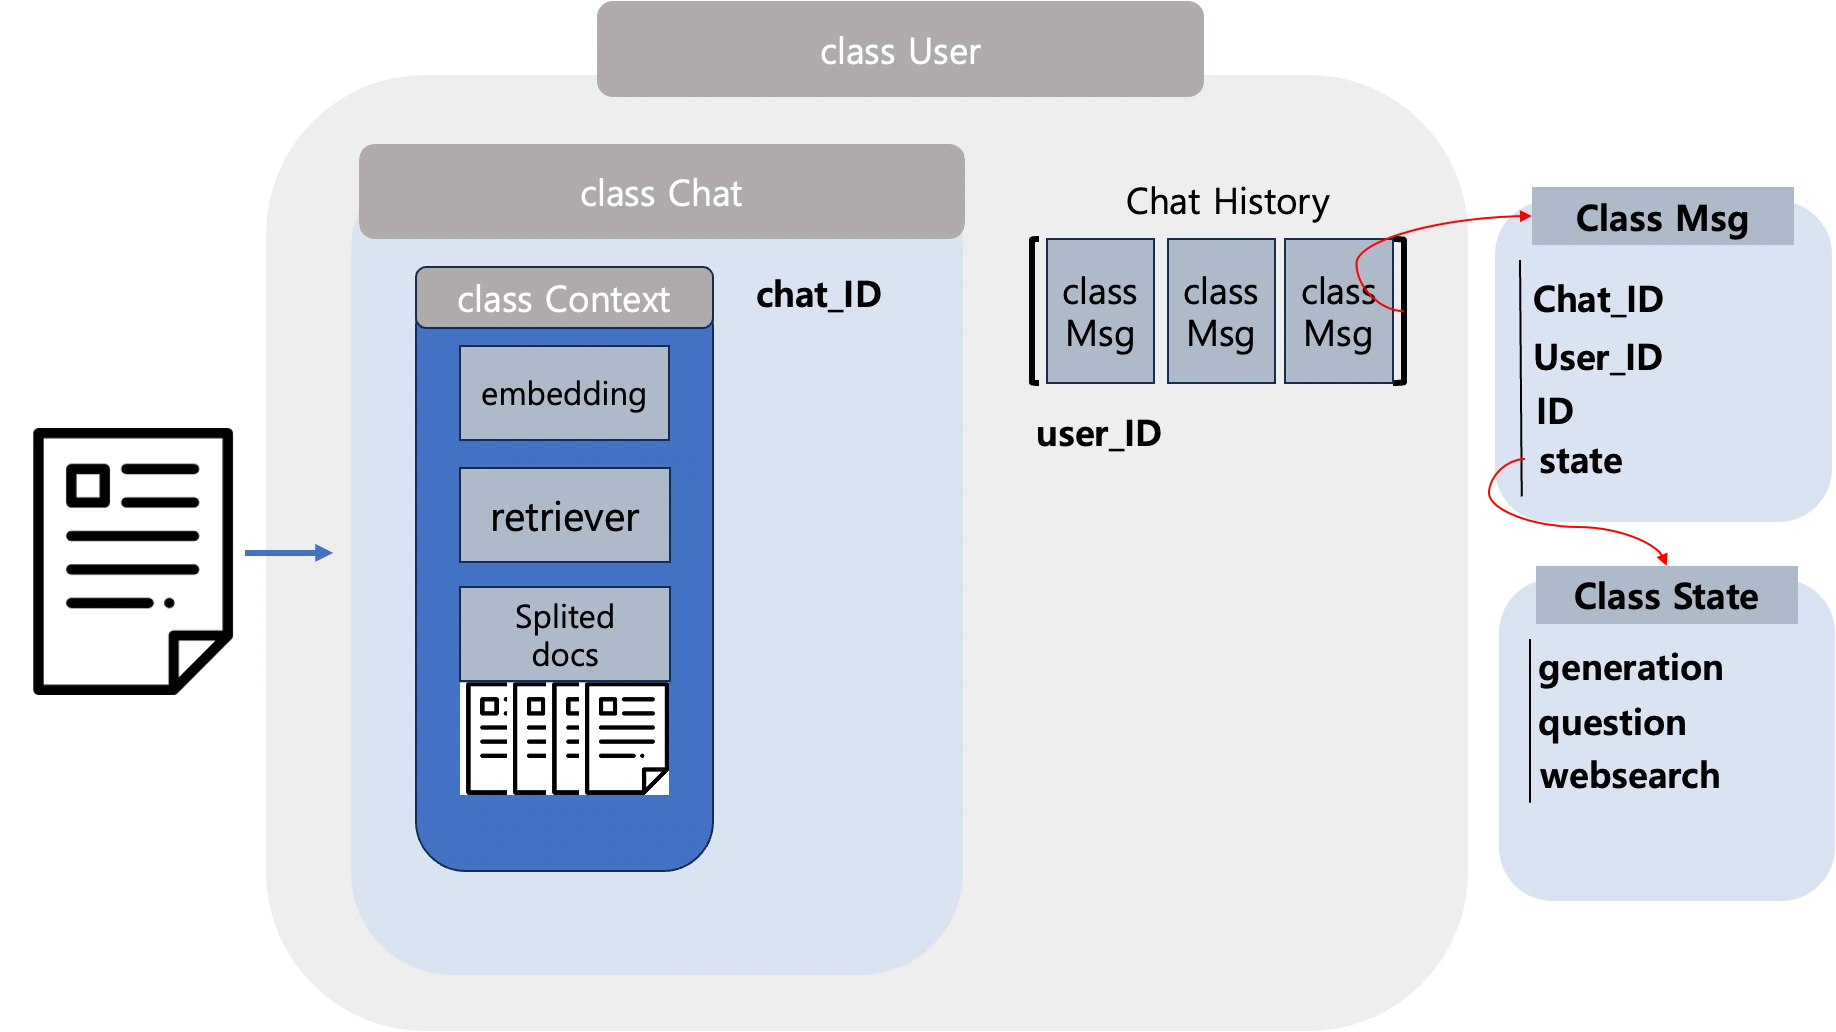 class User
class Chat
class Context
chat_ID
embedding
retriever
Splited
docs
Chat History
class
Msg
class
Msg
class
Msg
user_ID
Class Msg
Chat_ID
User_ID
ID
state
Class State
generation
question
websearch